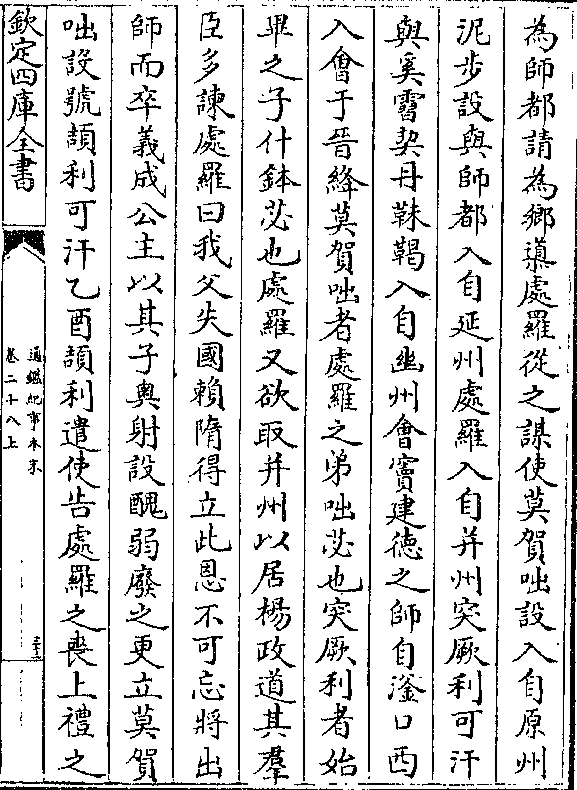 為師都請為鄉導處羅從之謀使莫賀咄設入自原州
泥步設與師都入自延州處羅入自并州突厥利可汗
與奚霫契丹靺鞨入自幽州會竇建德之師自滏口西
入會于晉絳莫賀咄者處羅之弟咄苾也突厥利者始
畢之子什鉢苾也處羅又欲取并州以居楊政道其羣
臣多諫處羅曰我父失國賴隋得立此恩不可忘將出
師而卒義成公主以其子奥射設醜弱廢之更立莫賀
咄設號頡利可汗乙酉頡利遣使告處羅之喪上禮之
欽定四庫全書
通鑑紀事本末
卷二十八上